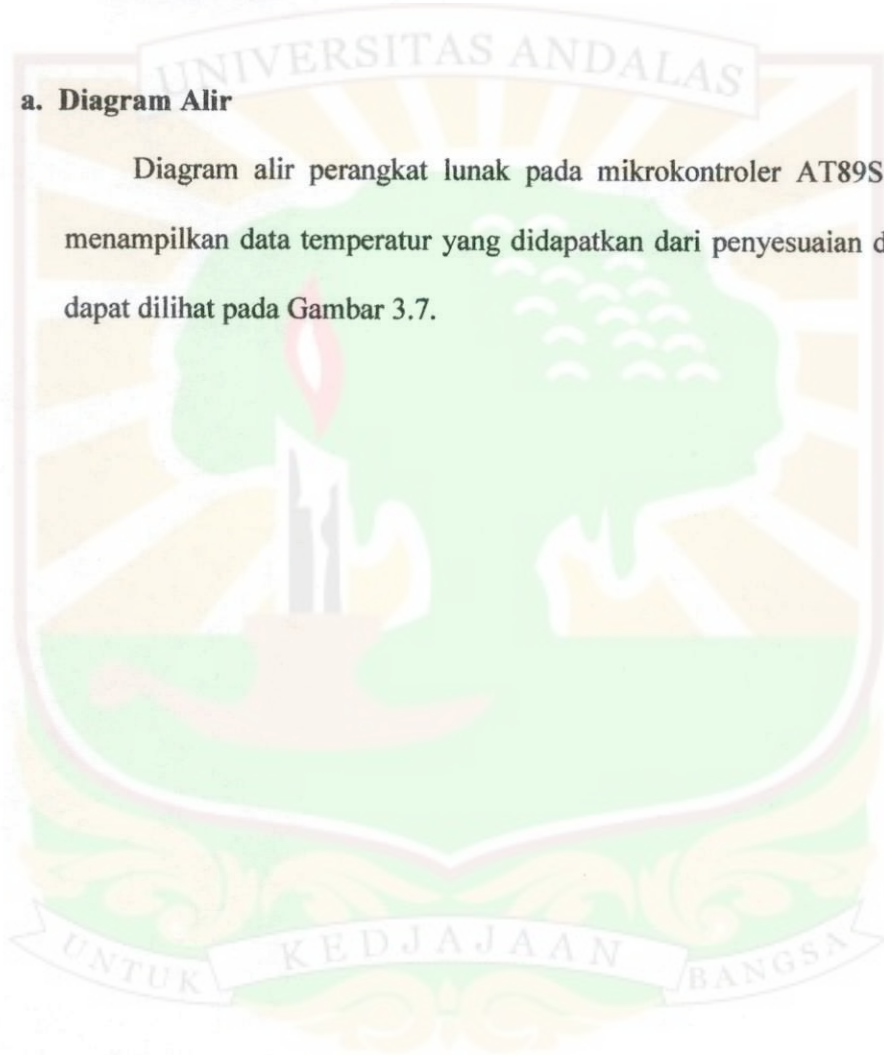 UNIVERSITAS ANDALAS
a. Diagram Alir
Diagram alir perangkat lunak pada mikrokontroler AT89S
menampilkan data temperatur yang didapatkan dari penyesuaian d
dapat dilihat pada Gambar 3.7.
UNTUK KEDJAJAAN BANGSA